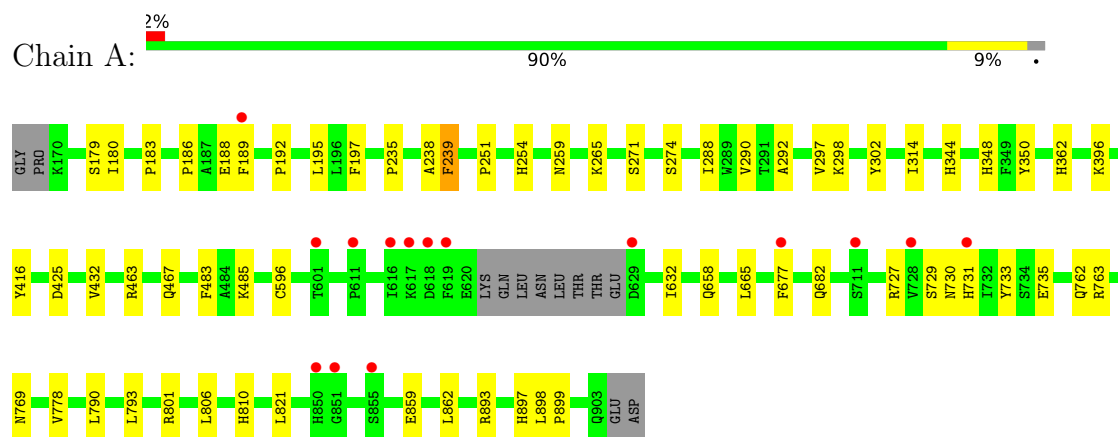 2%
Chain A:
90% 9% •
GLY PRO K170 S179 I180 P183 P186 A187 E188 F189 P192 L195 L196 F197 P235 A238 F239 P251 H254 N259 K265 S271 S274 I288 W289 V290 T291 A292 V297 K298 Y302 I314 H344 H348 F349 Y350 H362 K396
Y416 D425 V432 R463 Q467 F483 A484 K485 C596 T601 P611 I616 K617 D618 F619 E620 LYS GLN LEU ASN LEU THR THR GLU D629 I632 Q658 L665 F677 Q682 S711 R727 V728 S729 N730 H731 I732 Y733 S734 E735 Q762 R763
N769 V778 L790 L793 R801 L806 H810 L821 H850 G851 S855 E859 L862 R893 H897 L898 P899 Q903 GLU ASP